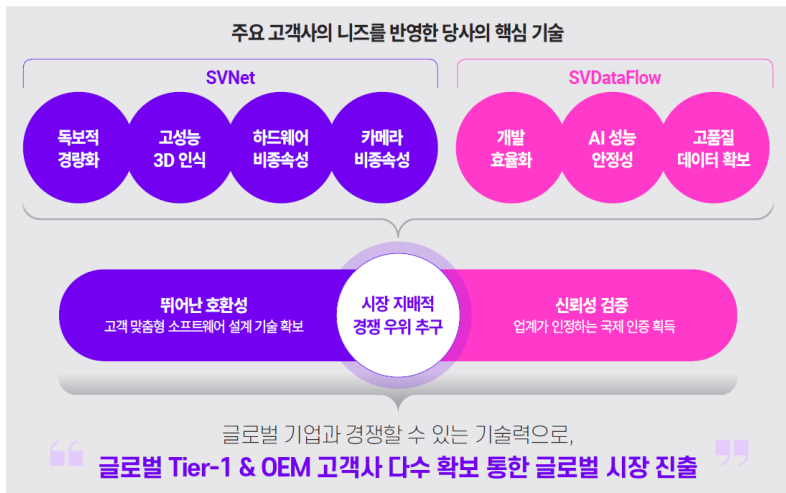 주요 고객사의 니즈를 반영한 당사의 핵심 기술
SVNet
SVDataFlow
독보적
경량화
고성능
3D 인식
하드웨어
비종속성
카메라
비종속성
개발
효율화
AI 성능
안정성
고품질
데이터 확보
뛰어난 호환성
고객 맞춤형 소프트웨어 설계 기술 확보
시장 지배적
경쟁 우위 추구
신뢰성 검증
업계가 인정하는 국제 인증 획득
글로벌 기업과 경쟁할 수 있는 기술력으로,
“글로벌 Tier-1 & OEM 고객사 다수 확보 통한 글로벌 시장 진출”